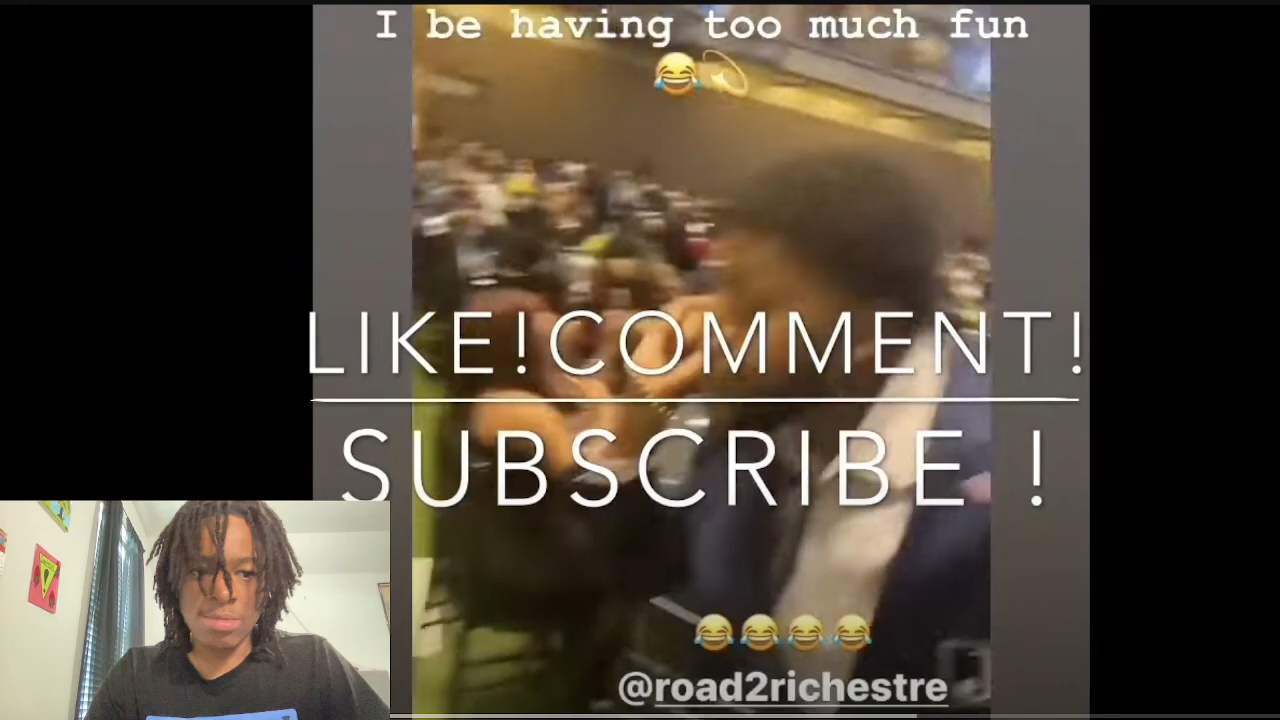 I be having too much fun
😂💫
LIKE!COMMENT!
SUBSCRIBE !
😂😂😂😂
@road2richestre